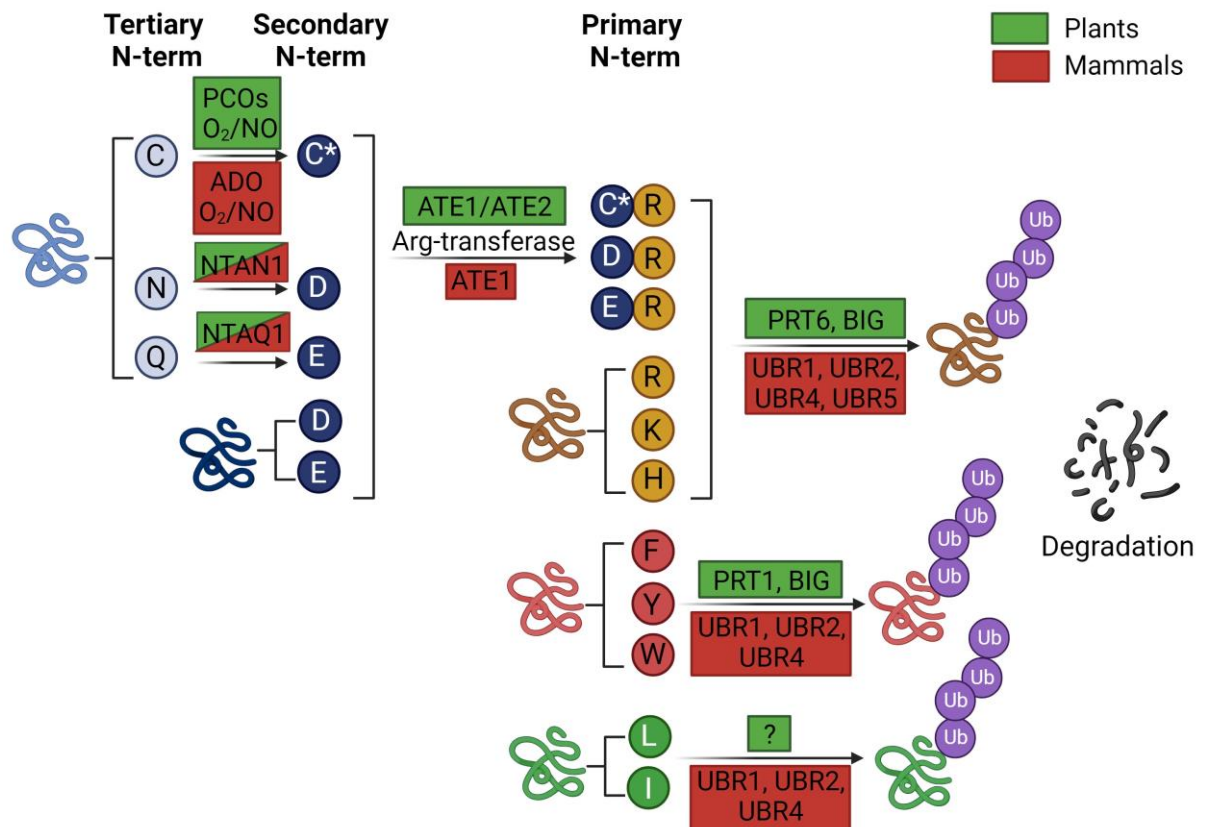 Tertiary
N-term
Secondary
N-term
Primary
N-term
Plants
Mammals
PCOs
O₂/NO
C
C*
ADO
O₂/NO
NTAN1
N
D
NTAQ1
Q
E
D
E
ATE1/ATE2
Arg-transferase
ATE1
C* R
D R
E R
R
K
H
PRT6, BIG
UBR1, UBR2,
UBR4, UBR5
Ub
Ub
Ub
Ub
F
Y
W
PRT1, BIG
UBR1, UBR2,
UBR4
Ub
Ub
Ub
Ub
Degradation
L
I
?
UBR1, UBR2,
UBR4
Ub
Ub
Ub
Ub